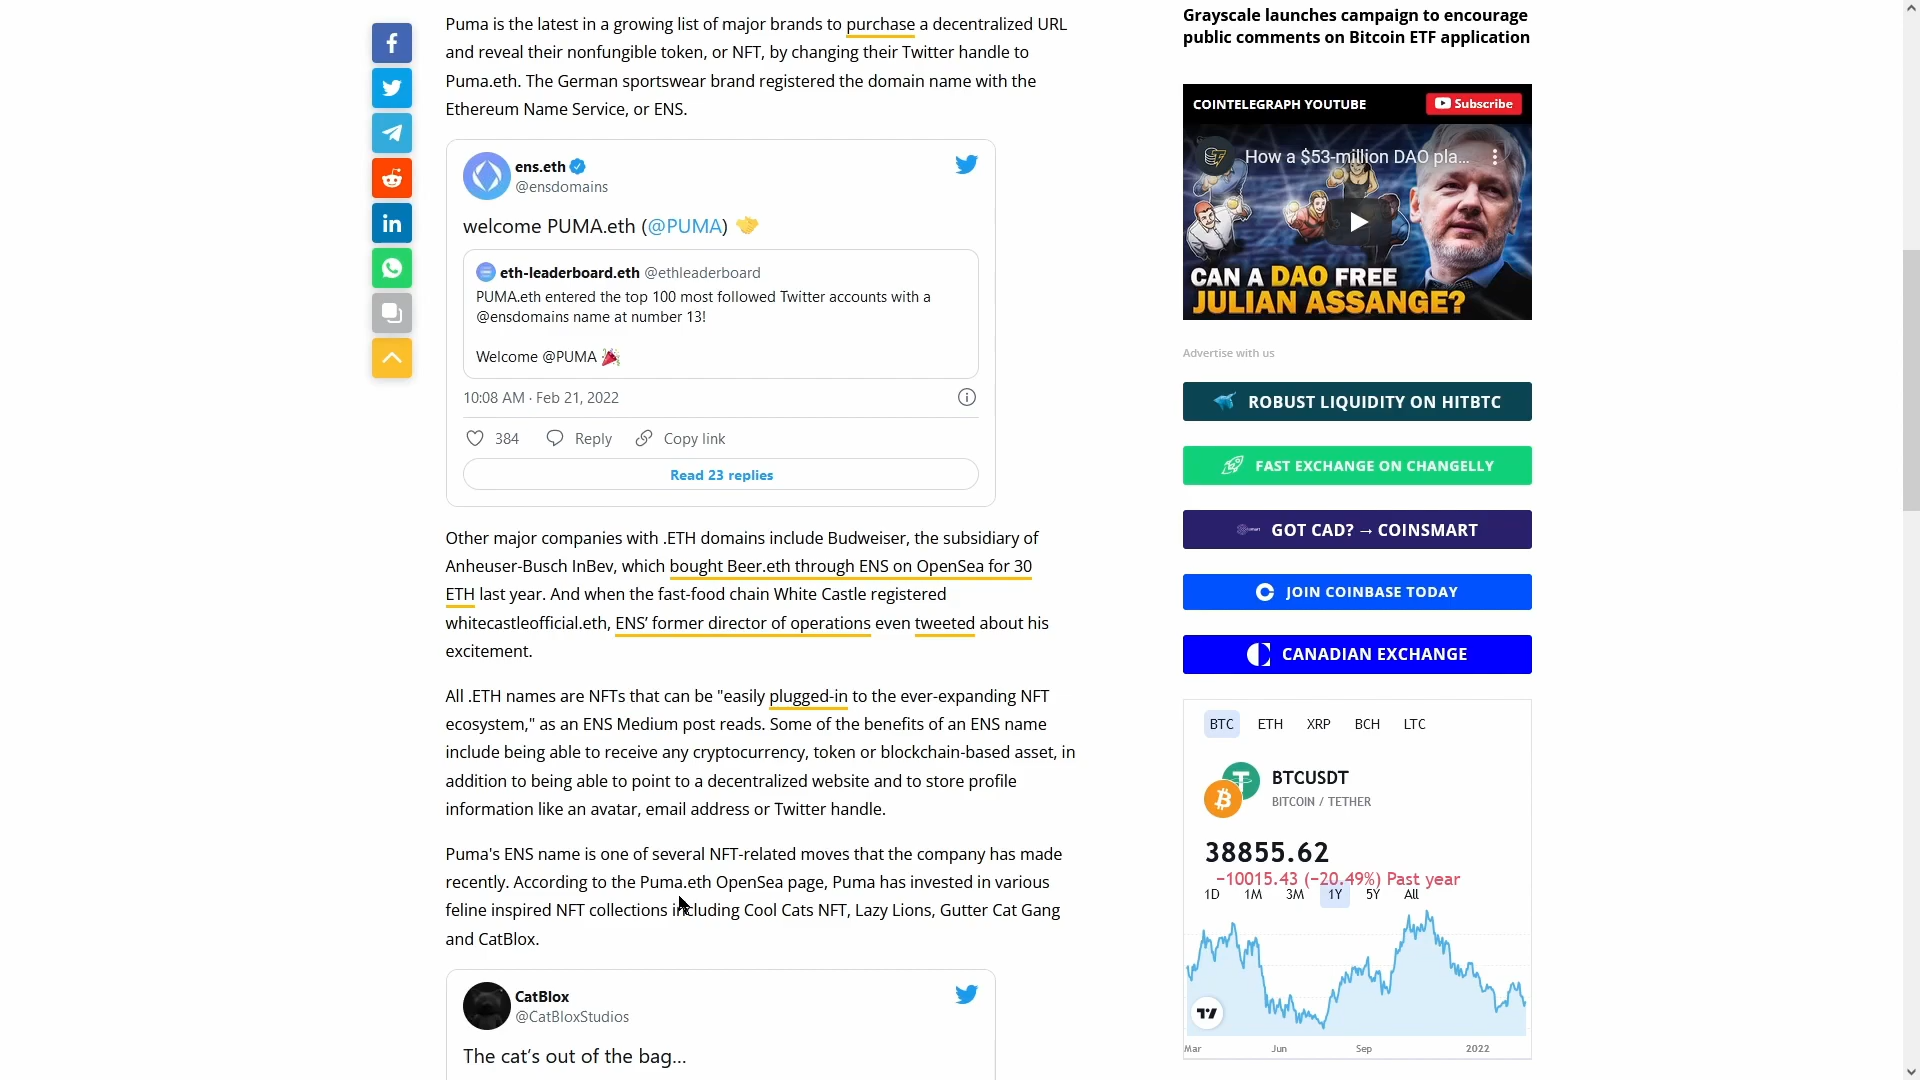 Puma is the latest in a growing list of major brands to purchase a decentralized URL
and reveal their nonfungible token, or NFT, by changing their Twitter handle to
Puma.eth. The German sportswear brand registered the domain name with the
Ethereum Name Service, or ENS.
ens.eth
@ensdomains
welcome PUMA.eth (@PUMA) 🤝
eth-leaderboard.eth @ethleaderboard
PUMA.eth entered the top 100 most followed Twitter accounts with a
@ensdomains name at number 13!
Welcome @PUMA 🎉
10:08 AM · Feb 21, 2022
384 Reply Copy link
Read 23 replies
Other major companies with .ETH domains include Budweiser, the subsidiary of
Anheuser-Busch InBev, which bought Beer.eth through ENS on OpenSea for 30
ETH last year. And when the fast-food chain White Castle registered
whitecastleofficial.eth, ENS’ former director of operations even tweeted about his
excitement.
All .ETH names are NFTs that can be "easily plugged-in to the ever-expanding NFT
ecosystem," as an ENS Medium post reads. Some of the benefits of an ENS name
include being able to receive any cryptocurrency, token or blockchain-based asset, in
addition to being able to point to a decentralized website and to store profile
information like an avatar, email address or Twitter handle.
Puma's ENS name is one of several NFT-related moves that the company has made
recently. According to the Puma.eth OpenSea page, Puma has invested in various
feline inspired NFT collections including Cool Cats NFT, Lazy Lions, Gutter Cat Gang
and CatBlox.
CatBlox
@CatBloxStudios
The cat’s out of the bag...
Grayscale launches campaign to encourage
public comments on Bitcoin ETF application
COINTELEGRAPH YOUTUBE Subscribe
How a $53-million DAO pla...
CAN A DAO FREE
JULIAN ASSANGE?
Advertise with us
ROBUST LIQUIDITY ON HITBTC
FAST EXCHANGE ON CHANGELLY
GOT CAD? → COINSMART
JOIN COINBASE TODAY
CANADIAN EXCHANGE
BTC ETH XRP BCH LTC
BTCUSDT
BITCOIN / TETHER
38855.62
−10015.43 (−20.49%) Past year
1D 1M 3M 1Y 5Y All
Mar Jun Sep 2022